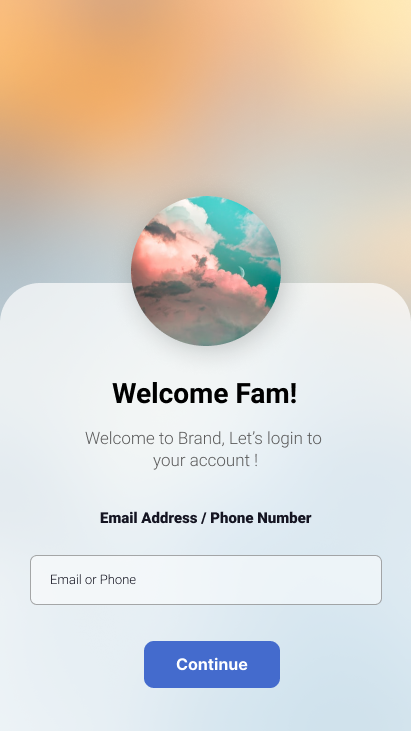 Welcome Fam!
Welcome to Brand, Let’s login to
your account !
Email Address / Phone Number
Email or Phone
Continue